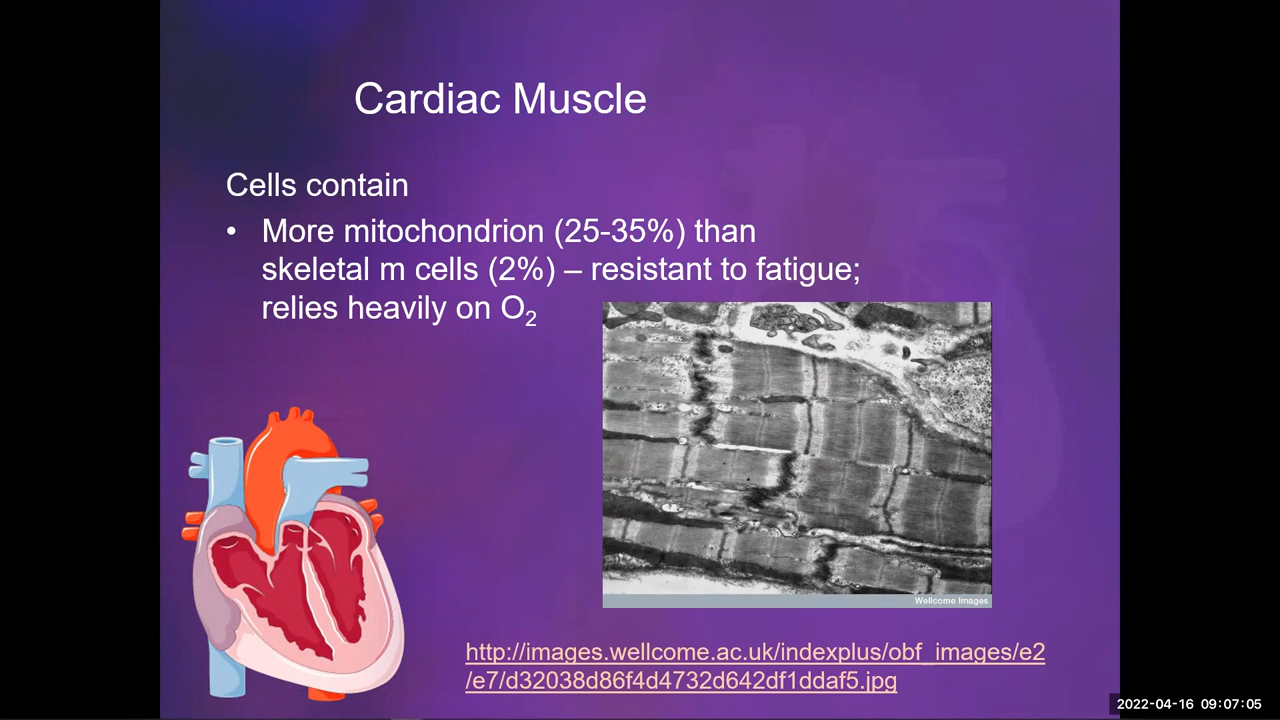 Cardiac Muscle
Cells contain
• More mitochondrion (25-35%) than
skeletal m cells (2%) – resistant to fatigue;
relies heavily on O₂
Wellcome Images
http://images.wellcome.ac.uk/indexplus/obf_images/e2
/e7/d32038d86f4d4732d642df1ddaf5.jpg
2022-04-16 09:07:05